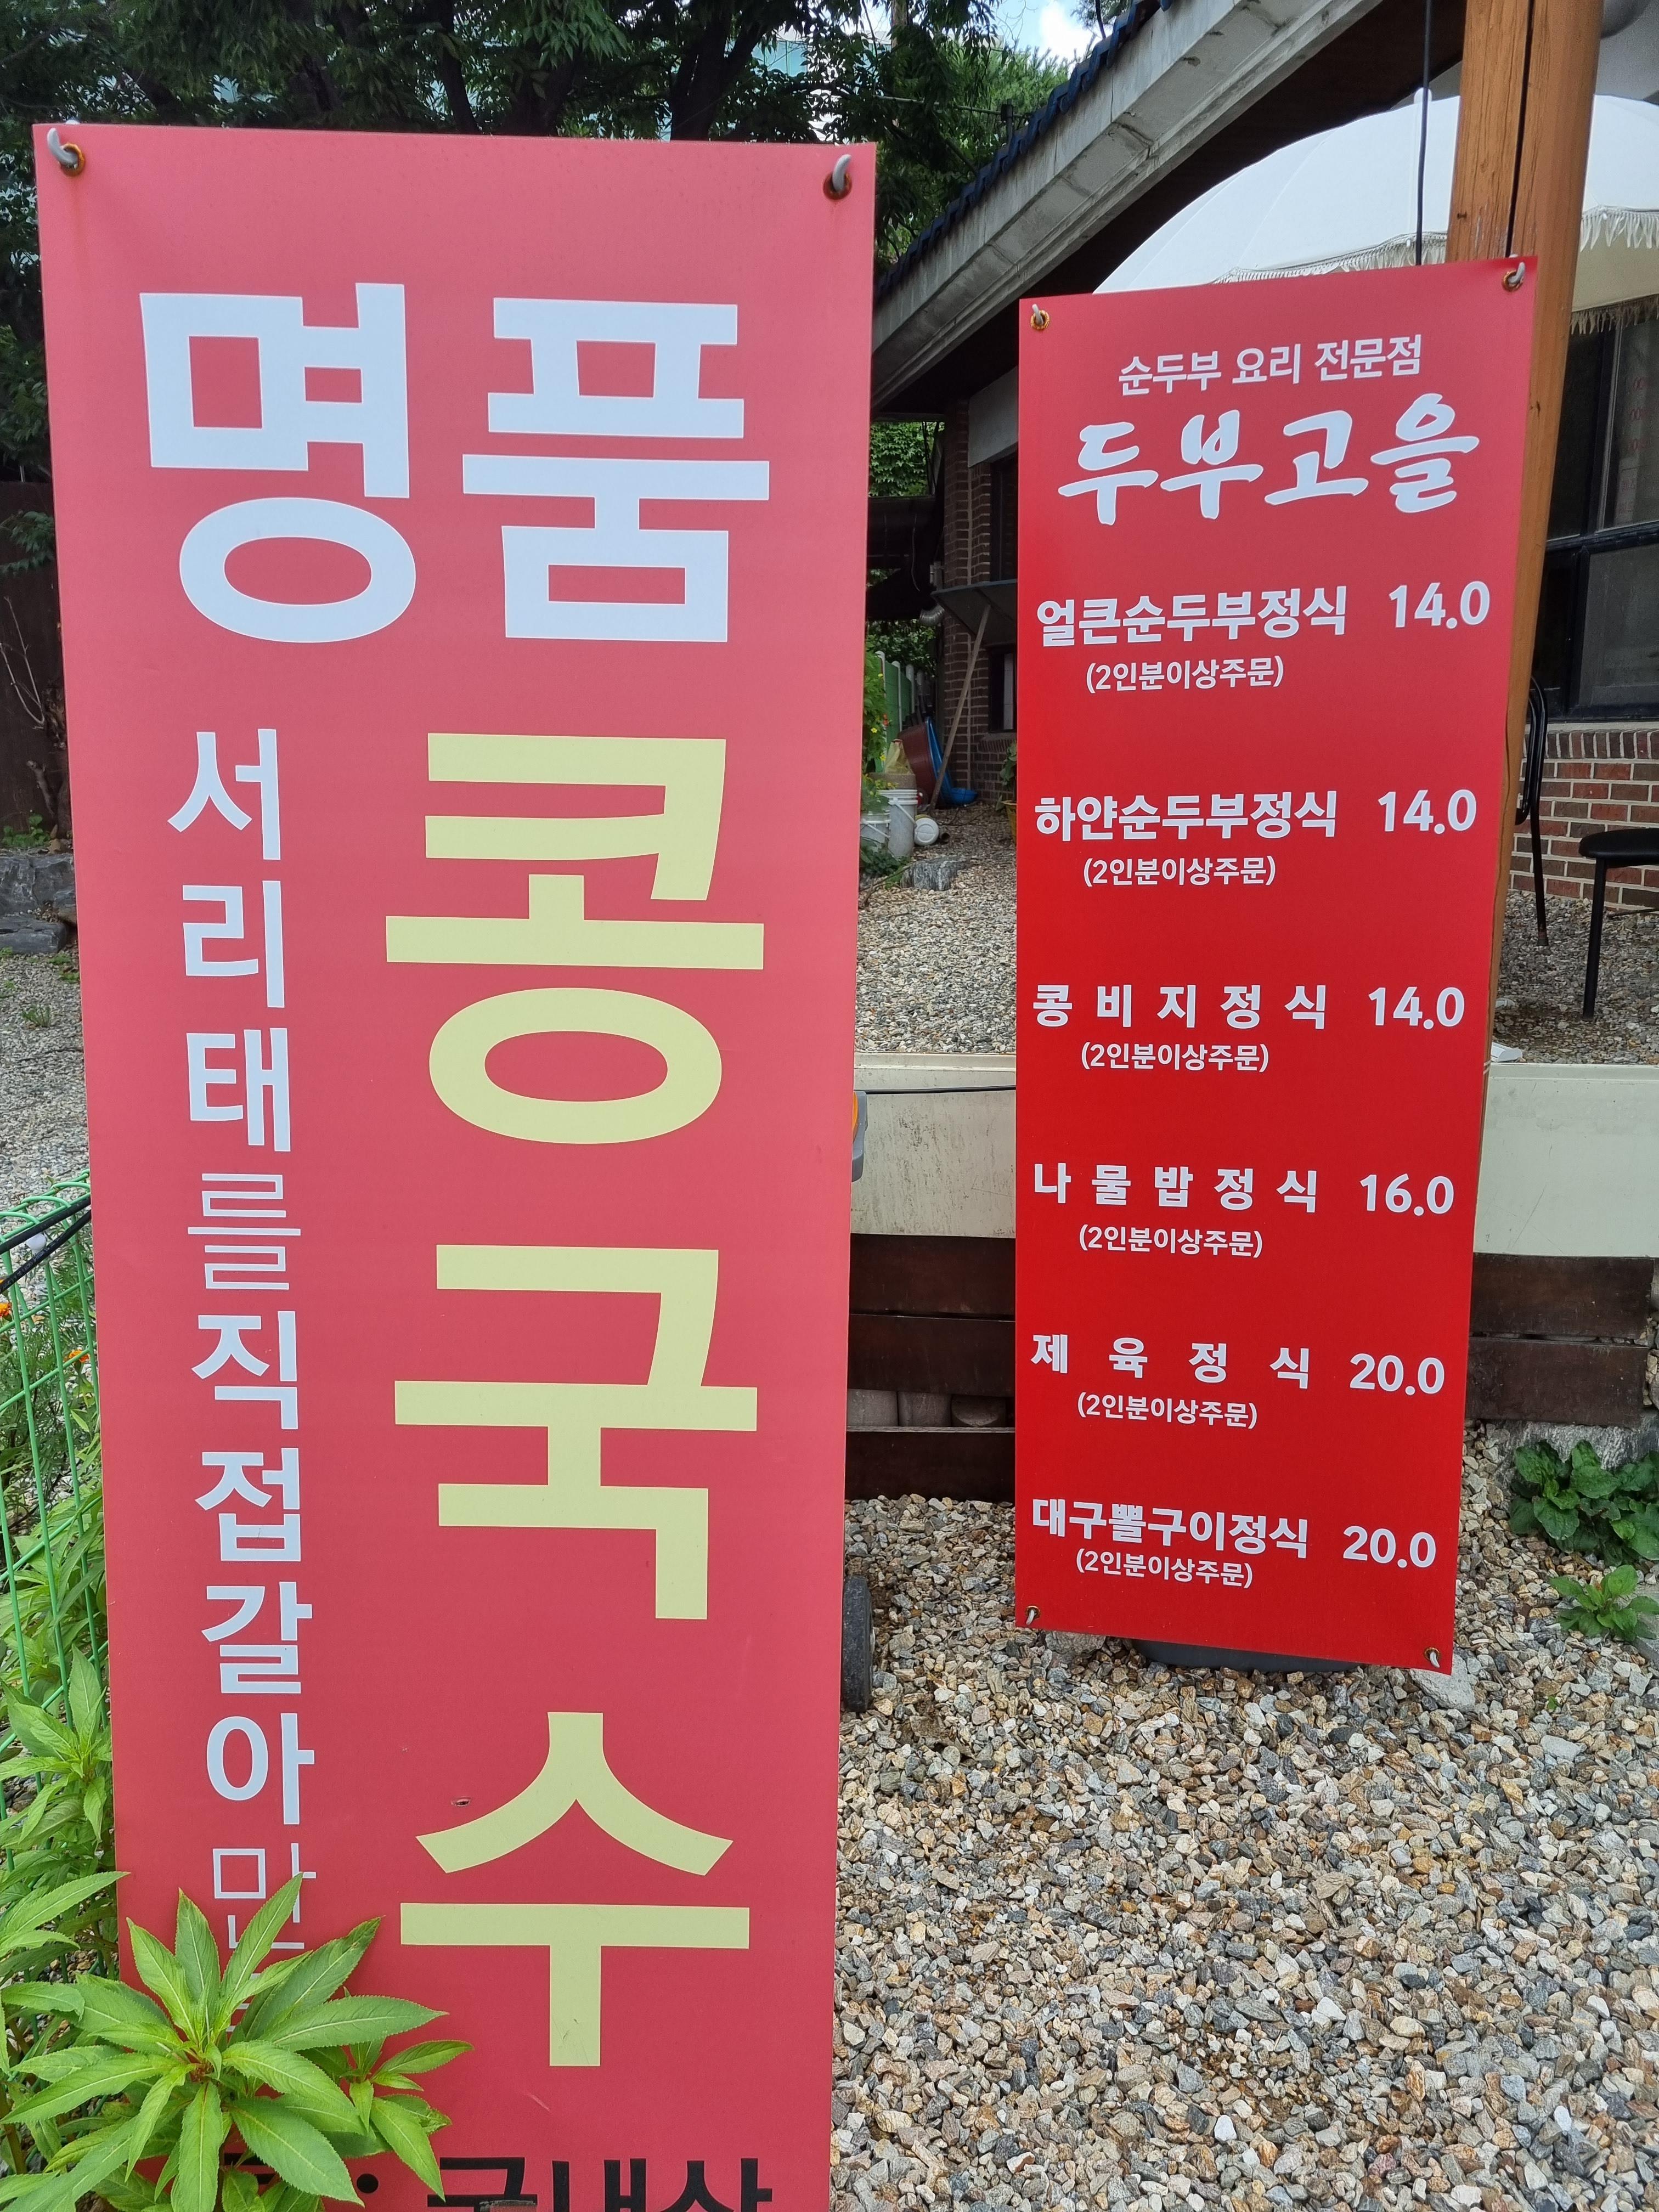 명품
콩국수
서리태를직접갈아만
국내산
순두부 요리 전문점
두부고을
얼큰순두부정식 14.0
(2인분이상주문)
하얀순두부정식 14.0
(2인분이상주문)
콩비지정식 14.0
(2인분이상주문)
나물밥정식 16.0
(2인분이상주문)
제육정식 20.0
(2인분이상주문)
대구뽈구이정식 20.0
(2인분이상주문)